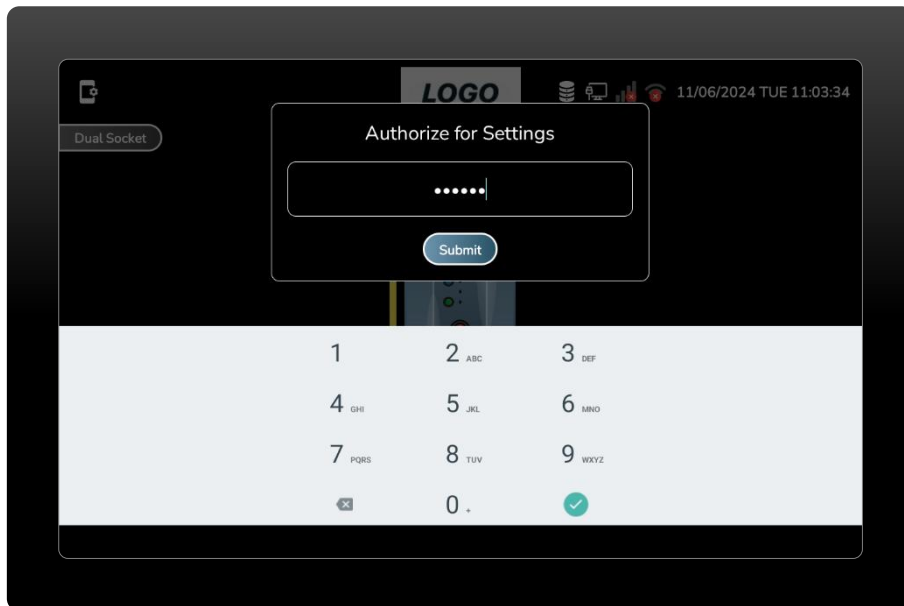 LOGO
11/06/2024 TUE 11:03:34
Dual Socket
Authorize for Settings
••••••
Submit
1 2 ABC 3 DEF
4 GHI 5 JKL 6 MNO
7 PQRS 8 TUV 9 WXYZ
0 +